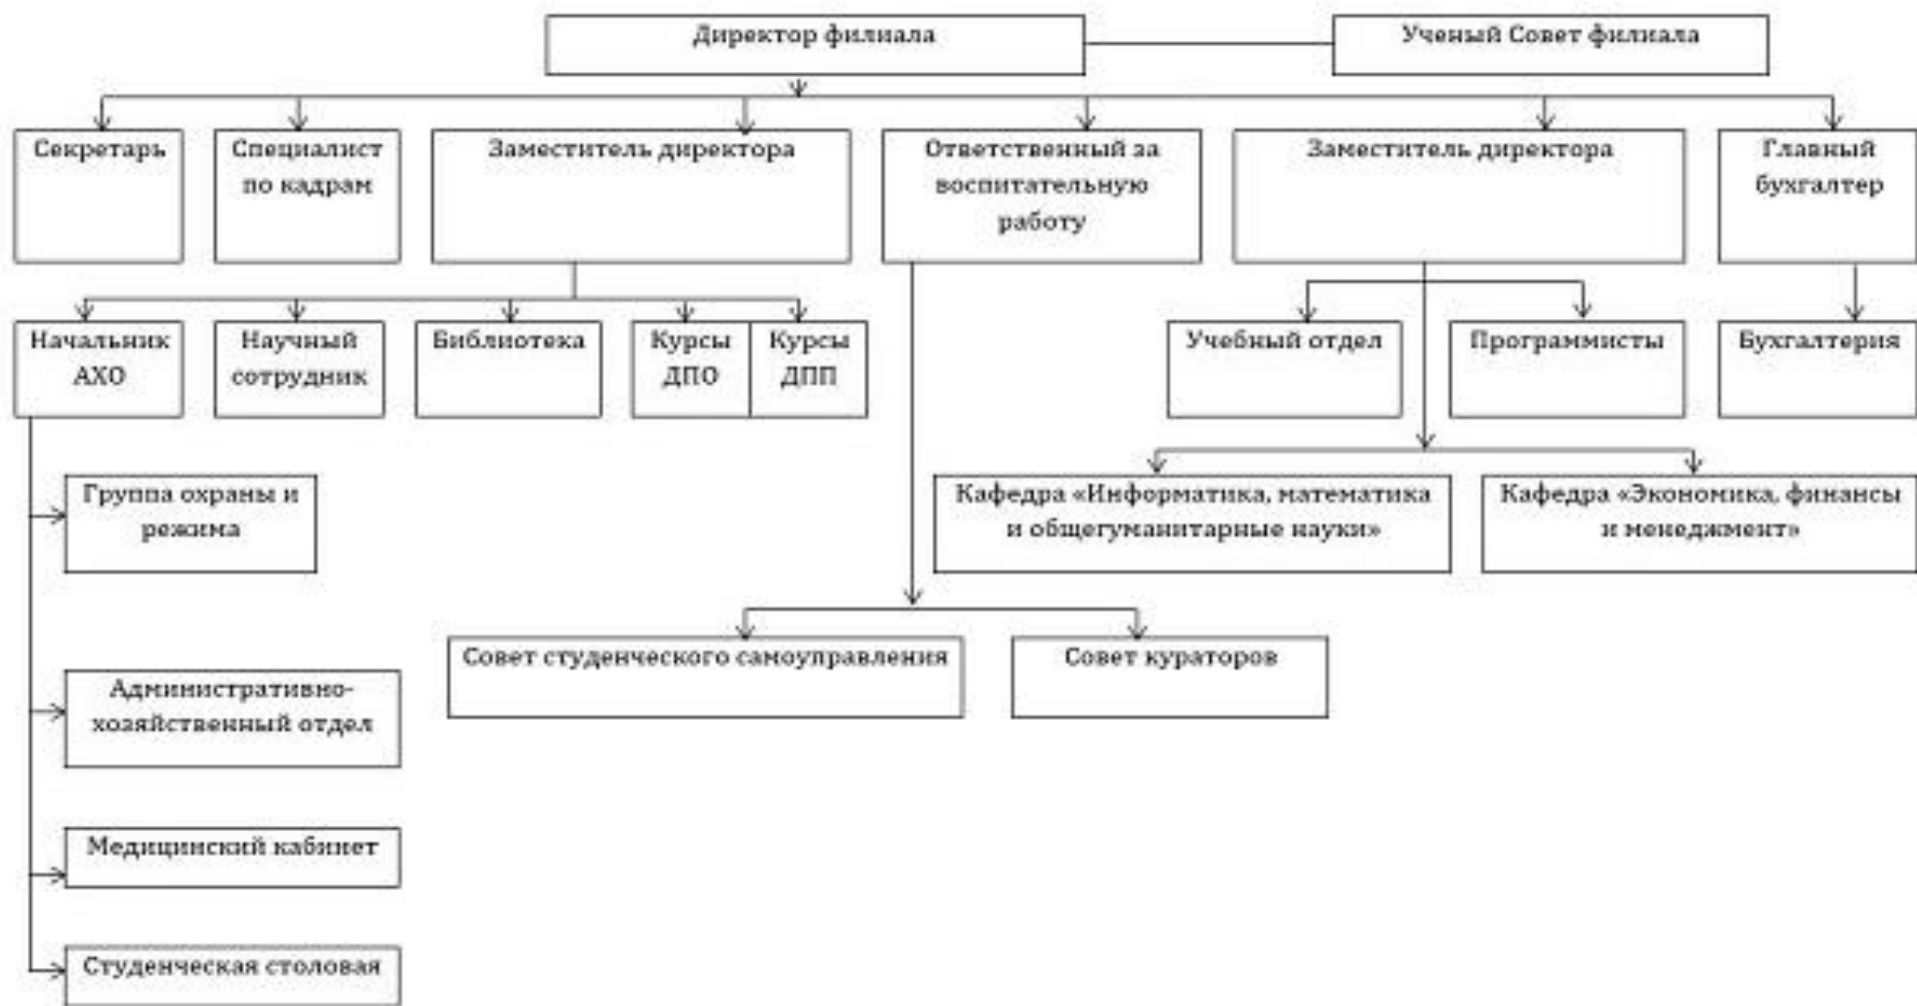 Директор филиала
Ученый Совет филиала
Секретарь
Специалист
по кадрам
Заместитель директора
Ответственный за
воспитательную
работу
Заместитель директора
Главный
бухгалтер
Начальник
АХО
Научный
сотрудник
Библиотека
Курсы
ДПО
Курсы
ДПП
Учебный отдел
Программисты
Бухгалтерия
Группа охраны и
режима
Кафедра «Информатика, математика
и общегуманитарные науки»
Кафедра «Экономика, финансы
и менеджмент»
Совет студенческого самоуправления
Совет кураторов
Административно-
хозяйственный отдел
Медицинский кабинет
Студенческая столовая